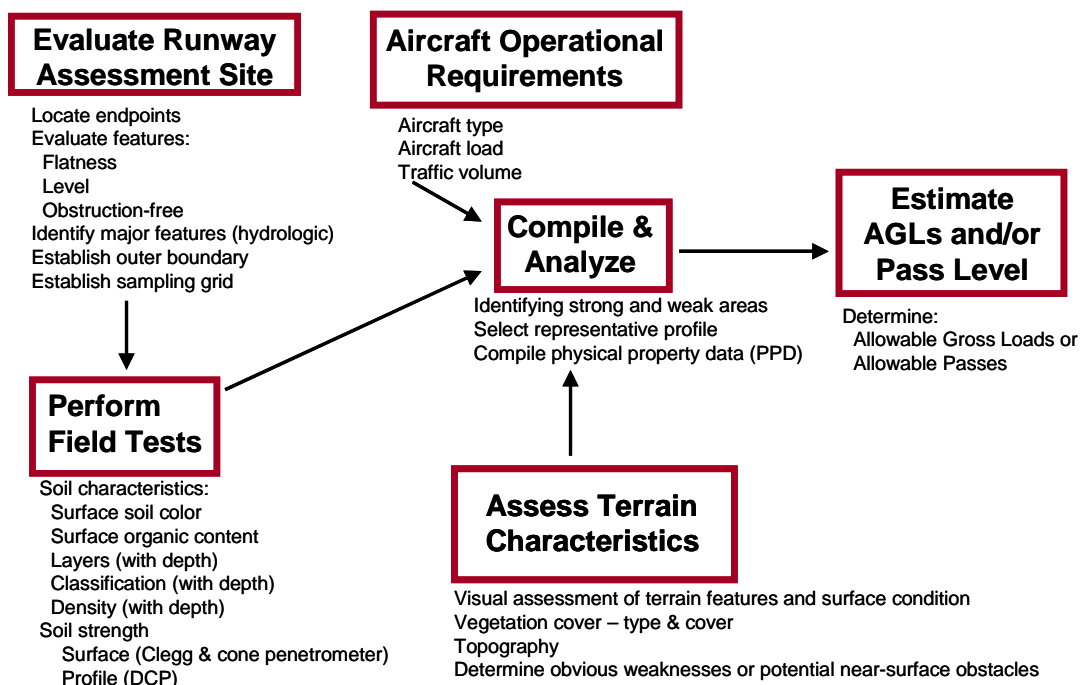 Evaluate Runway
Assessment Site
Locate endpoints
Evaluate features:
Flatness
Level
Obstruction-free
Identify major features (hydrologic)
Establish outer boundary
Establish sampling grid
Perform
Field Tests
Soil characteristics:
Surface soil color
Surface organic content
Layers (with depth)
Classification (with depth)
Density (with depth)
Soil strength
Surface (Clegg & cone penetrometer)
Profile (DCP)
Aircraft Operational
Requirements
Aircraft type
Aircraft load
Traffic volume
Compile &
Analyze
Identifying strong and weak areas
Select representative profile
Compile physical property data (PPD)
Assess Terrain
Characteristics
Visual assessment of terrain features and surface condition
Vegetation cover – type & cover
Topography
Determine obvious weaknesses or potential near-surface obstacles
Estimate
AGLs and/or
Pass Level
Determine:
Allowable Gross Loads or
Allowable Passes